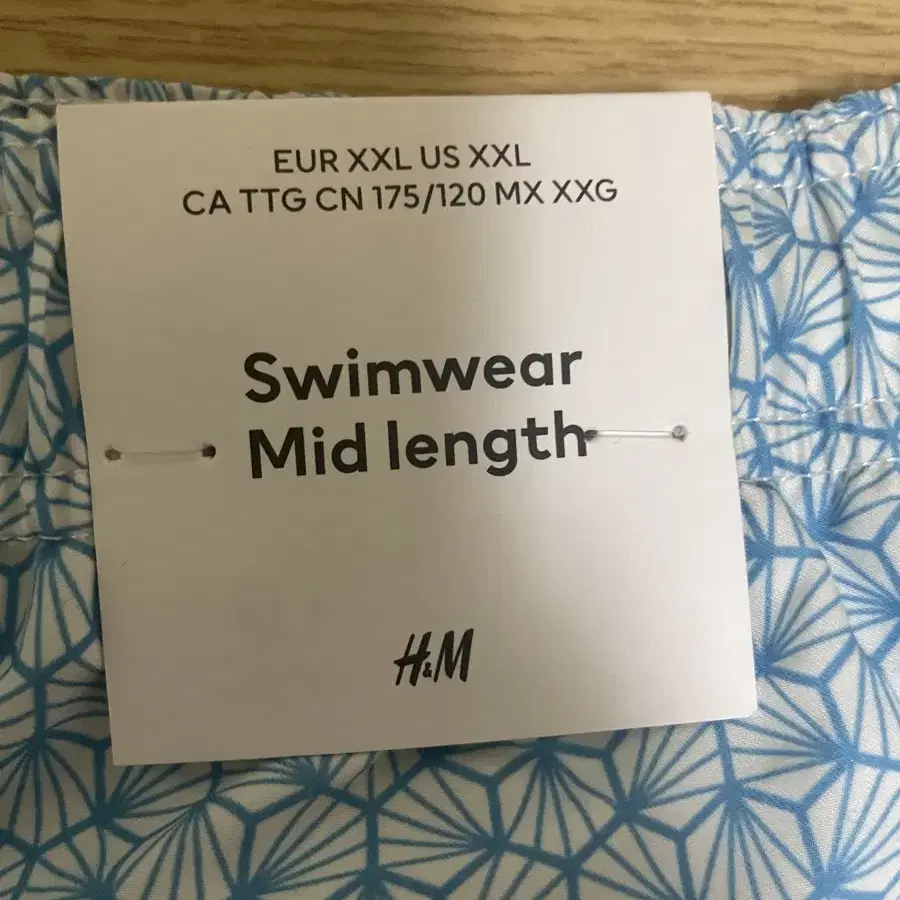 EUR XXL US XXL
CA TTG CN 175/120 MX XXG
Swimwear
Mid length
H&M